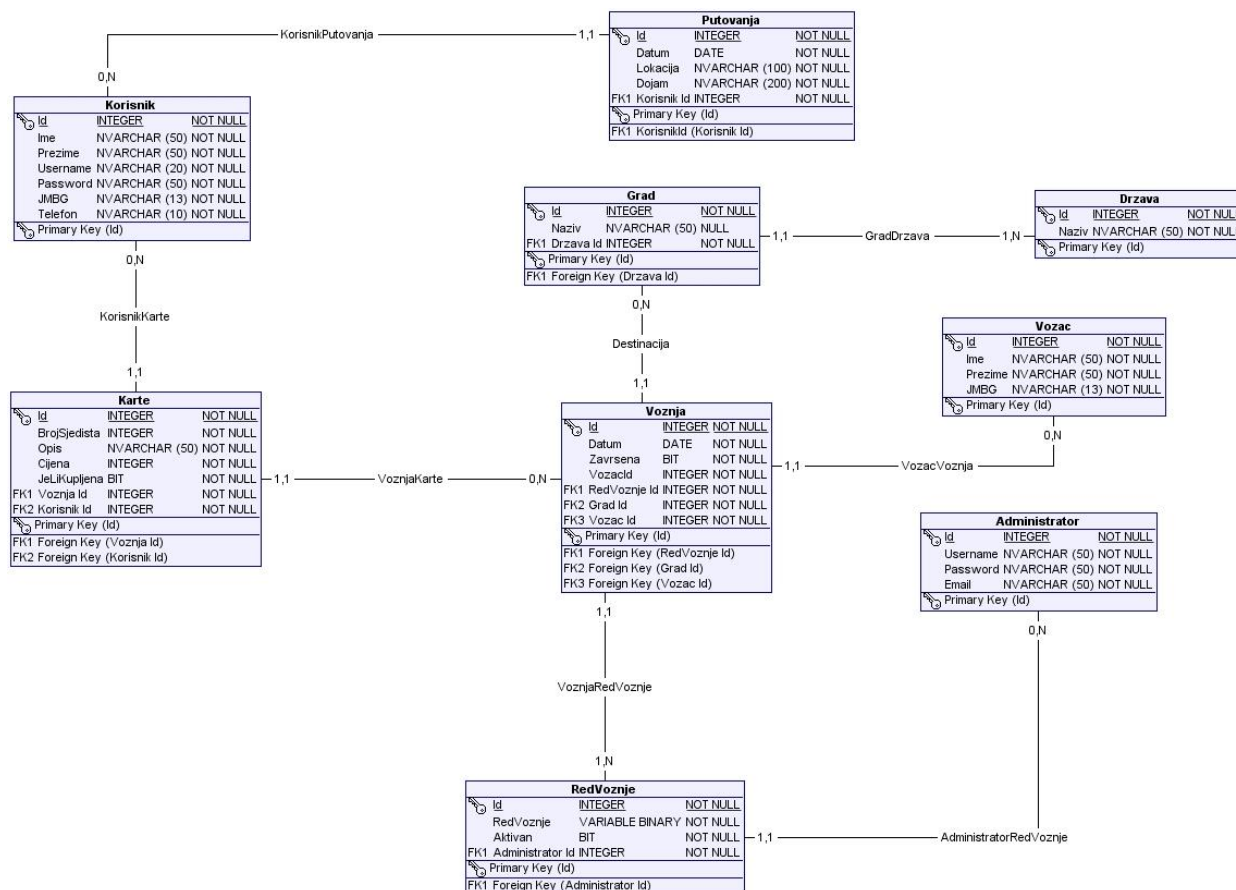 Putovanja
Id INTEGER NOT NULL
Datum DATE NOT NULL
Lokacija NVARCHAR (100) NOT NULL
Dojam NVARCHAR (200) NOT NULL
FK1 Korisnik Id INTEGER NOT NULL
Primary Key (Id)
FK1 KorisnikId (Korisnik Id)
KorisnikPutovanja
1,1
0,N
Korisnik
Id INTEGER NOT NULL
Ime NVARCHAR (50) NOT NULL
Prezime NVARCHAR (50) NOT NULL
Username NVARCHAR (20) NOT NULL
Password NVARCHAR (50) NOT NULL
JMBG NVARCHAR (13) NOT NULL
Telefon NVARCHAR (10) NOT NULL
Primary Key (Id)
0,N
KorisnikKarte
1,1
Grad
Id INTEGER NOT NULL
Naziv NVARCHAR (50) NULL
FK1 Drzava Id INTEGER NOT NULL
Primary Key (Id)
FK1 Foreign Key (Drzava Id)
1,1
GradDrzava
1,N
Drzava
Id INTEGER NOT NULL
Naziv NVARCHAR (50) NOT NULL
Primary Key (Id)
0,N
Destinacija
1,1
Vozac
Id INTEGER NOT NULL
Ime NVARCHAR (50) NOT NULL
Prezime NVARCHAR (50) NOT NULL
JMBG NVARCHAR (13) NOT NULL
Primary Key (Id)
0,N
VozacVoznja
1,1
Karte
Id INTEGER NOT NULL
BrojSjedista INTEGER NOT NULL
Opis NVARCHAR (50) NOT NULL
Cijena INTEGER NOT NULL
JeLiKupljena BIT NOT NULL
FK1 Voznja Id INTEGER NOT NULL
FK2 Korisnik Id INTEGER NOT NULL
Primary Key (Id)
FK1 Foreign Key (Voznja Id)
FK2 Foreign Key (Korisnik Id)
1,1
VoznjaKarte
0,N
Voznja
Id INTEGER NOT NULL
Datum DATE NOT NULL
Zavrsena BIT NOT NULL
VozacId INTEGER NOT NULL
FK1 RedVoznje Id INTEGER NOT NULL
FK2 Grad Id INTEGER NOT NULL
FK3 Vozac Id INTEGER NOT NULL
Primary Key (Id)
FK1 Foreign Key (RedVoznje Id)
FK2 Foreign Key (Grad Id)
FK3 Foreign Key (Vozac Id)
1,1
VoznjaRedVoznje
1,N
Administrator
Id INTEGER NOT NULL
Username NVARCHAR (50) NOT NULL
Password NVARCHAR (50) NOT NULL
Email NVARCHAR (50) NOT NULL
Primary Key (Id)
0,N
RedVoznje
Id INTEGER NOT NULL
RedVoznje VARIABLE BINARY NOT NULL
Aktivan BIT NOT NULL
FK1 Administrator Id INTEGER NOT NULL
Primary Key (Id)
FK1 Foreign Key (Administrator Id)
1,1
AdministratorRedVoznje